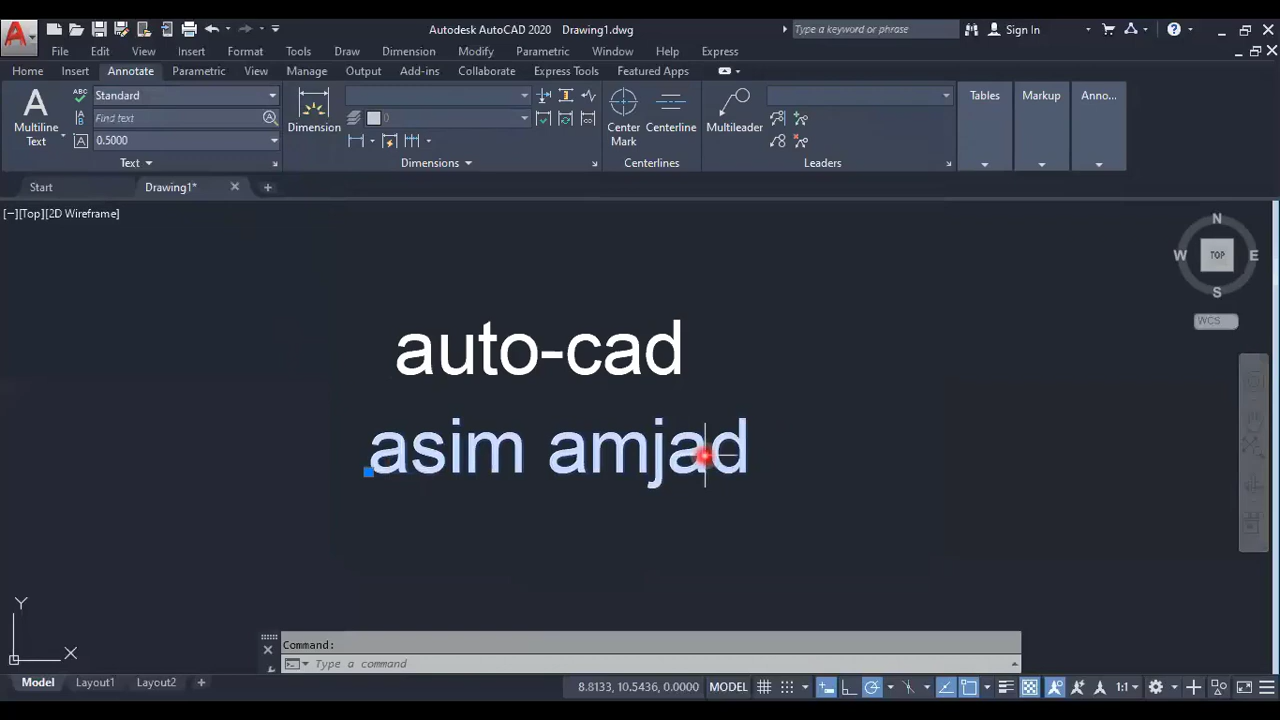 Autodesk AutoCAD 2020 Drawing1.dwg
Type a keyword or phrase
Sign In
File Edit View Insert Format Tools Draw Dimension Modify Parametric Window Help Express
Home Insert Annotate Parametric View Manage Output Add-ins Collaborate Express Tools Featured Apps
A
Multiline Text
ABC
Standard
Find text
0.5000
Text
Dimension
0
Dimensions
Center Mark
Centerline
Centerlines
Multileader
Leaders
Tables
Markup
Anno...
Start
Drawing1*
[−][Top][2D Wireframe]
N
W TOP E
S
WCS
auto-cad
asim amjad
Y
X
Command:
Type a command
Model Layout1 Layout2
8.8133, 10.5436, 0.0000 MODEL 1:1